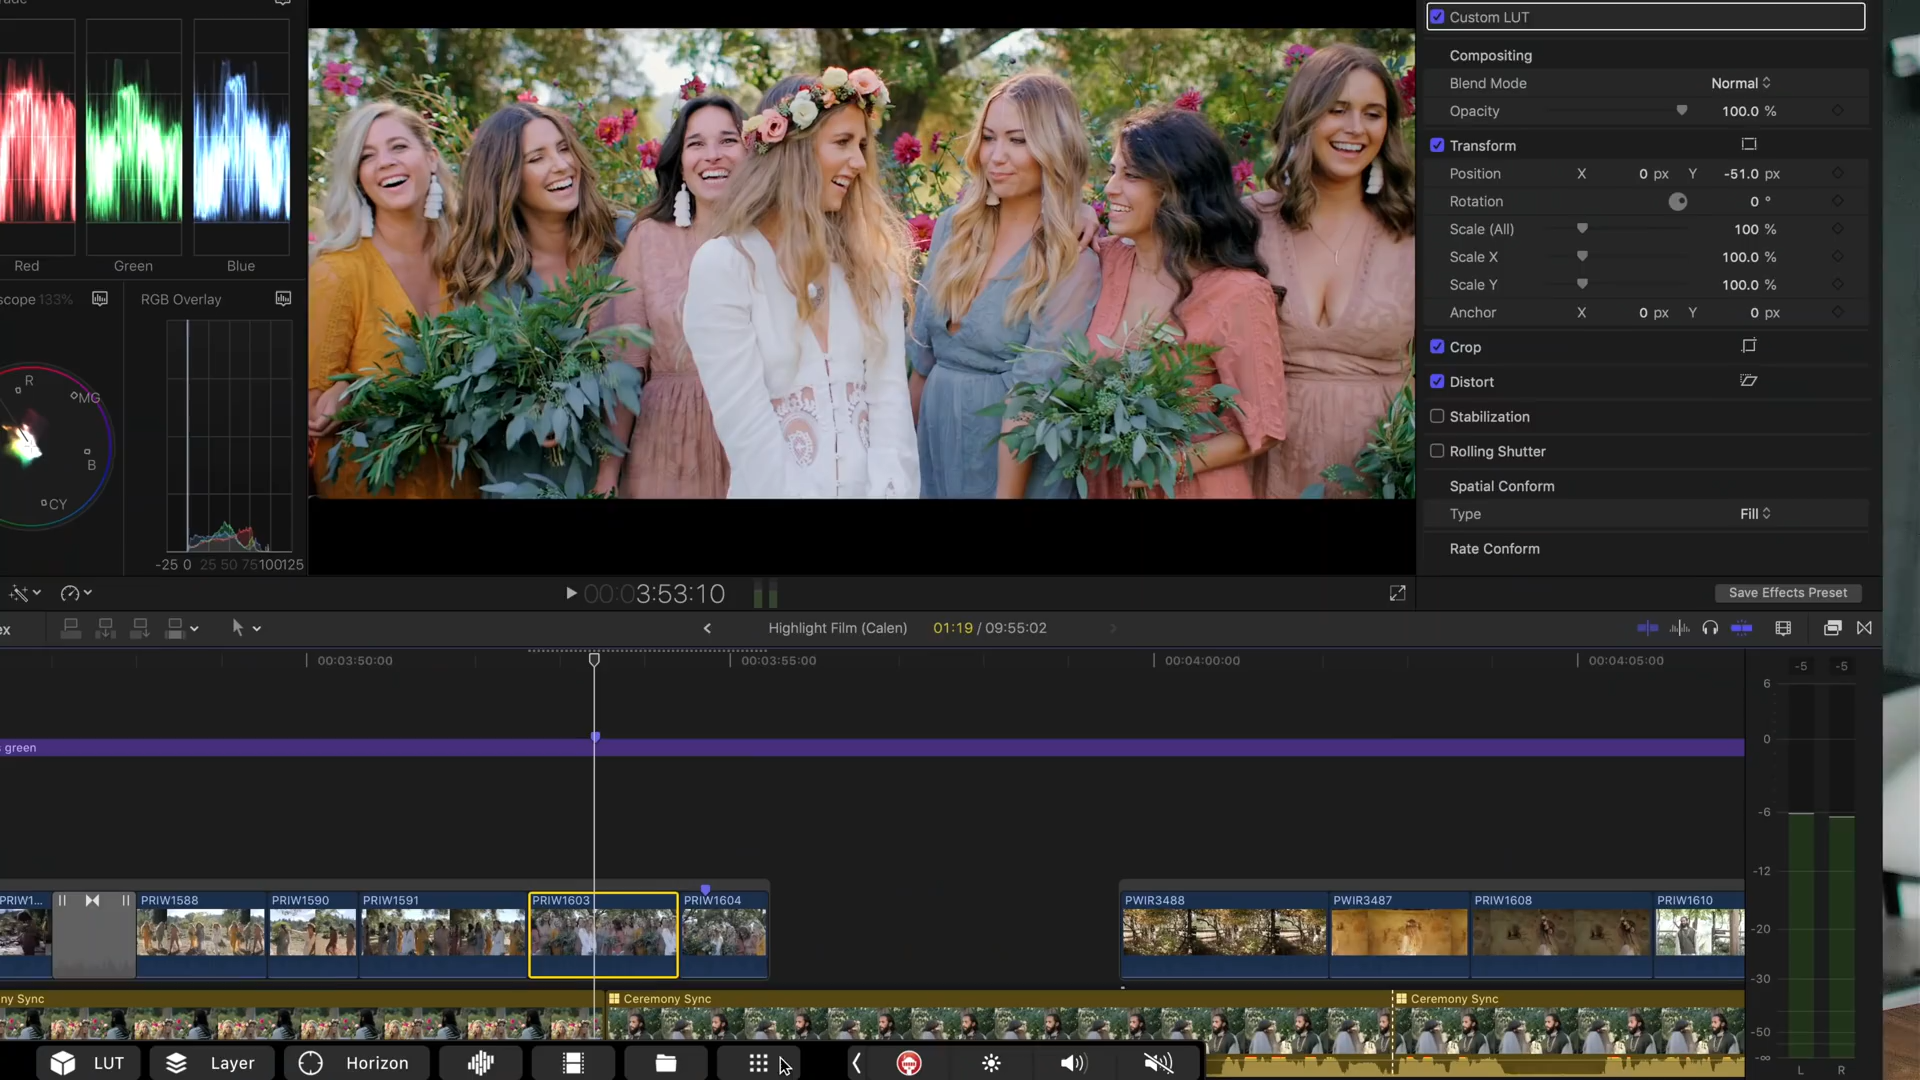 Custom LUT
Compositing
Blend Mode Normal
Opacity 100.0 %
Transform
Position X 0 px Y -51.0 px
Rotation 0 °
Scale (All) 100 %
Scale X 100.0 %
Scale Y 100.0 %
Anchor X 0 px Y 0 px
Crop
Distort
Stabilization
Rolling Shutter
Spatial Conform
Type Fill
Rate Conform
Save Effects Preset
Red Green Blue
scope 133%
RGB Overlay
R
MG
B
CY
-25 0 25 50 75 100 125
00:03:53:10
ex
Highlight Film (Calen) 01:19 / 09:55:02
00:03:50:00 00:03:55:00 00:04:00:00 00:04:05:00
green
PRIW1... PRIW1588 PRIW1590 PRIW1591 PRIW1603 PRIW1604 PWIR3488 PWIR3487 PRIW1608 PRIW1610
ny Sync Ceremony Sync Ceremony Sync
-5 -5
6
0
-6
-12
-20
-30
-50
-∞
L R
LUT Layer Horizon